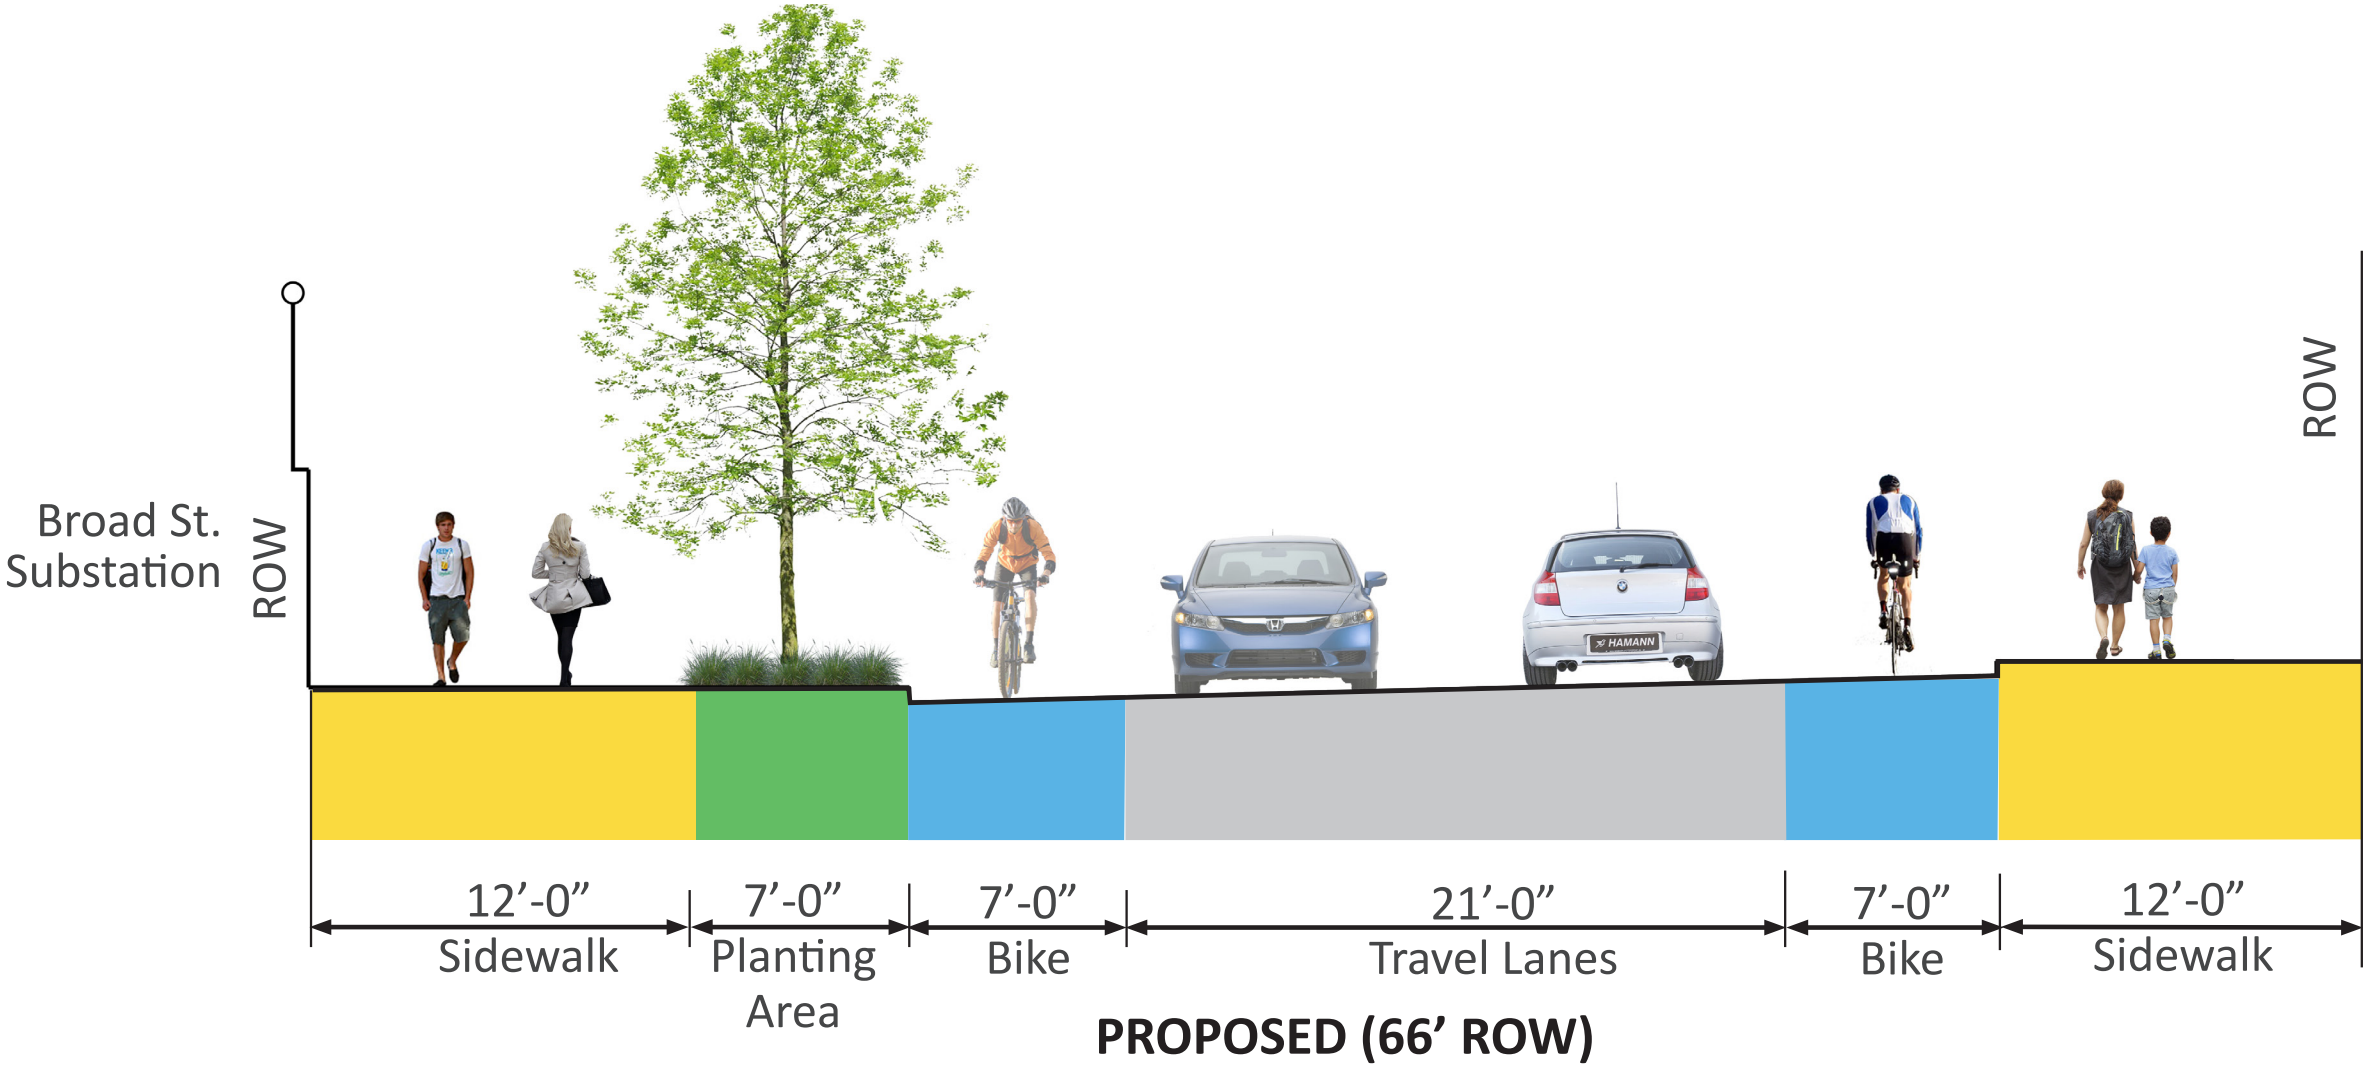 Broad St.
Substation
ROW
ROW
HAMANN
12’-0”
7’-0”
7’-0”
21’-0”
7’-0”
12’-0”
Sidewalk
Planting
Area
Bike
Travel Lanes
Bike
Sidewalk
PROPOSED (66’ ROW)